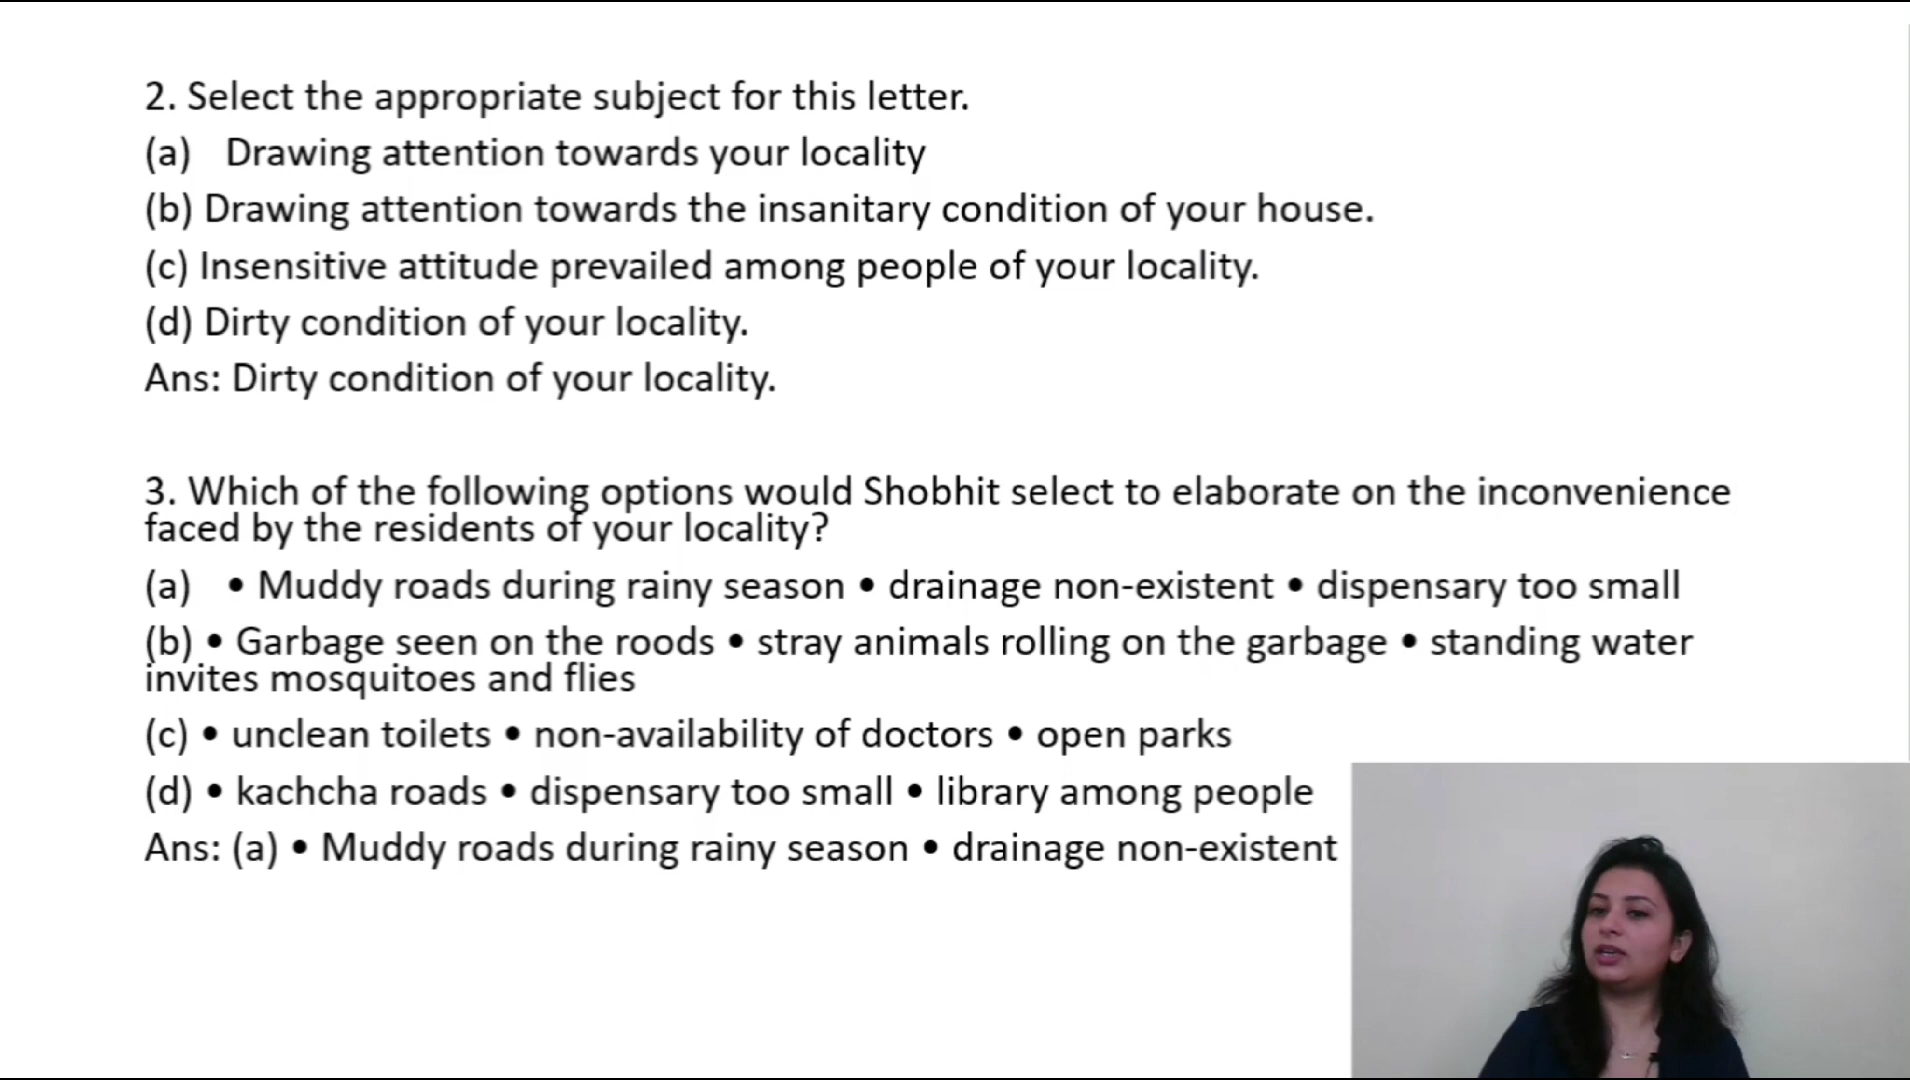 2. Select the appropriate subject for this letter.
(a) Drawing attention towards your locality
(b) Drawing attention towards the insanitary condition of your house.
(c) Insensitive attitude prevailed among people of your locality.
(d) Dirty condition of your locality.
Ans: Dirty condition of your locality.
3. Which of the following options would Shobhit select to elaborate on the inconvenience
faced by the residents of your locality?
(a) • Muddy roads during rainy season • drainage non-existent • dispensary too small
(b) • Garbage seen on the roods • stray animals rolling on the garbage • standing water
invites mosquitoes and flies
(c) • unclean toilets • non-availability of doctors • open parks
(d) • kachcha roads • dispensary too small • library among people
Ans: (a) • Muddy roads during rainy season • drainage non-existent